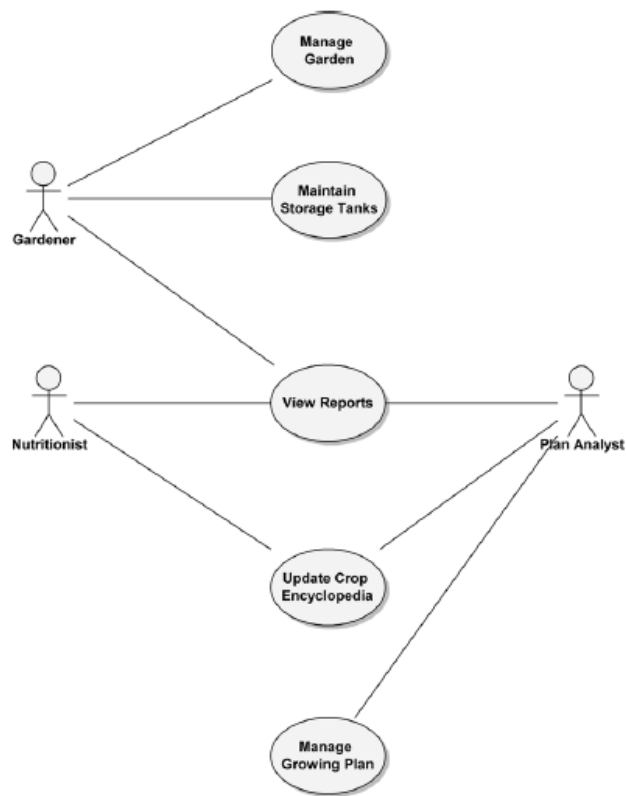 Manage
Garden
Maintain
Storage Tanks
Gardener
View Reports
Nutritionist
Plan Analyst
Update Crop
Encyclopedia
Manage
Growing Plan